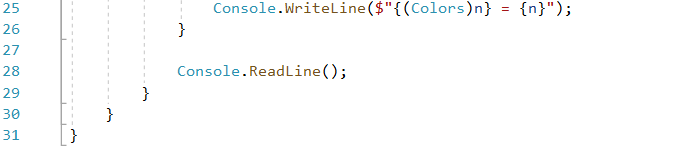 25 Console.WriteLine($"{(Colors)n} = {n}");
26 }
27
28 Console.ReadLine();
29 }
30 }
31 }